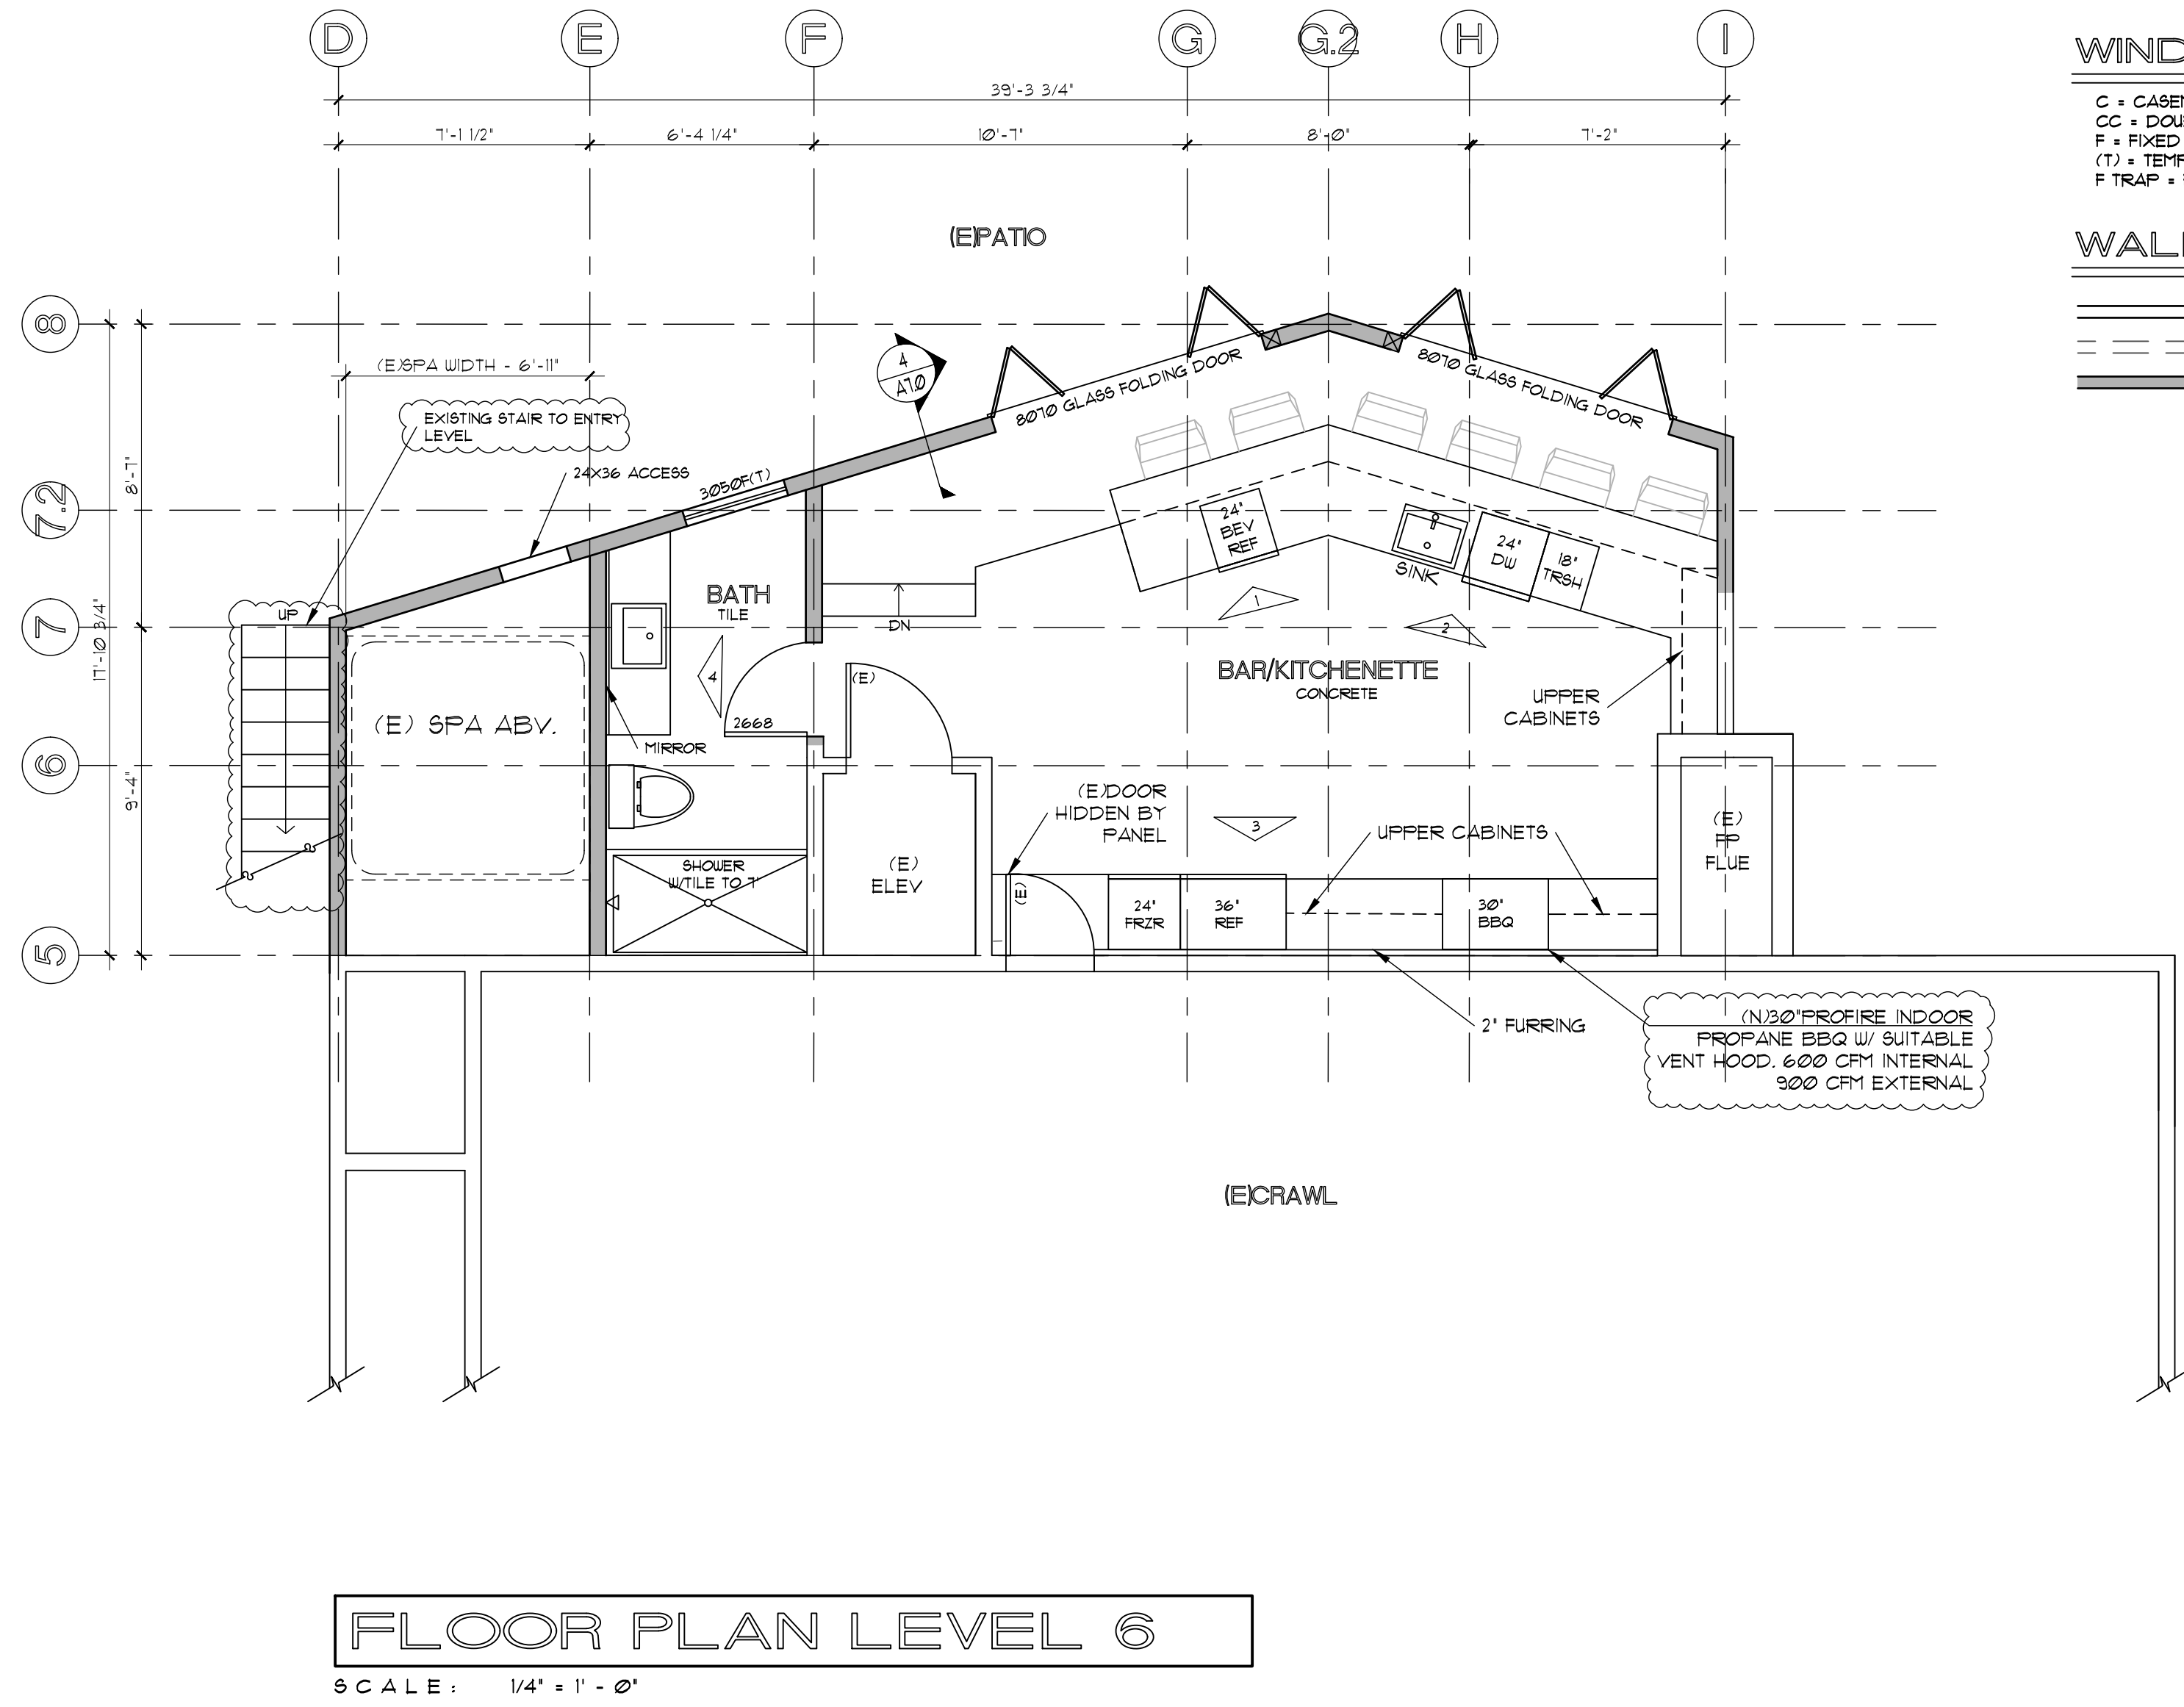 D E F G G.2 H I
39'-3 3/4"
7'-1 1/2" 6'-4 1/4" 10'-7" 8'-0" 7'-2"
WIND
C = CASE
CC = DOU
F = FIXED
(T) = TEMP
F TRAP =
WAL
(E)PATIO
8
7.2
7
6
5
8'-7"
17'-10 3/4"
9'-4"
(E)SPA WIDTH - 6'-11"
EXISTING STAIR TO ENTRY
LEVEL
24X36 ACCESS
3050F(T)
4
A7.0
8070 GLASS FOLDING DOOR
8070 GLASS FOLDING DOOR
24"
BEV
REF
SINK
24"
DW
18"
TRSH
UP
BATH
TILE
DN
1
2
4
(E) SPA ABV.
(E)
BAR/KITCHENETTE
CONCRETE
UPPER
CABINETS
2668
MIRROR
(E)DOOR
HIDDEN BY
PANEL
3
UPPER CABINETS
(E)
FP
FLUE
SHOWER
W/TILE TO 7'
(E)
ELEV
(E)
24"
FRZR
36"
REF
30"
BBQ
2" FURRING
(N)30"PROFIRE INDOOR
PROPANE BBQ W/ SUITABLE
VENT HOOD. 600 CFM INTERNAL
900 CFM EXTERNAL
(E)CRAWL
FLOOR PLAN LEVEL 6
SCALE: 1/4" = 1' - 0"